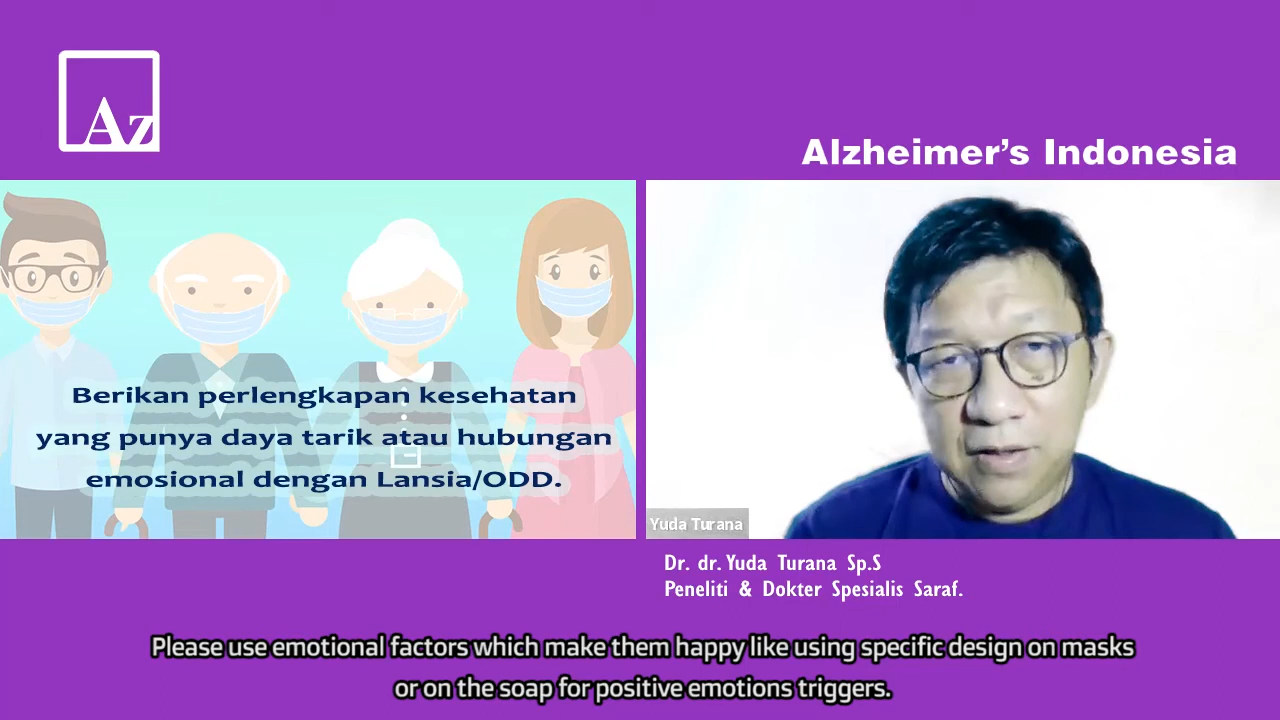 Az
Alzheimer's Indonesia
Berikan perlengkapan kesehatan
yang punya daya tarik atau hubungan
emosional dengan Lansia/ODD.
Yuda Turana
Dr. dr. Yuda Turana Sp.S
Peneliti & Dokter Spesialis Saraf.
Please use emotional factors which make them happy like using specific design on masks
or on the soap for positive emotions triggers.